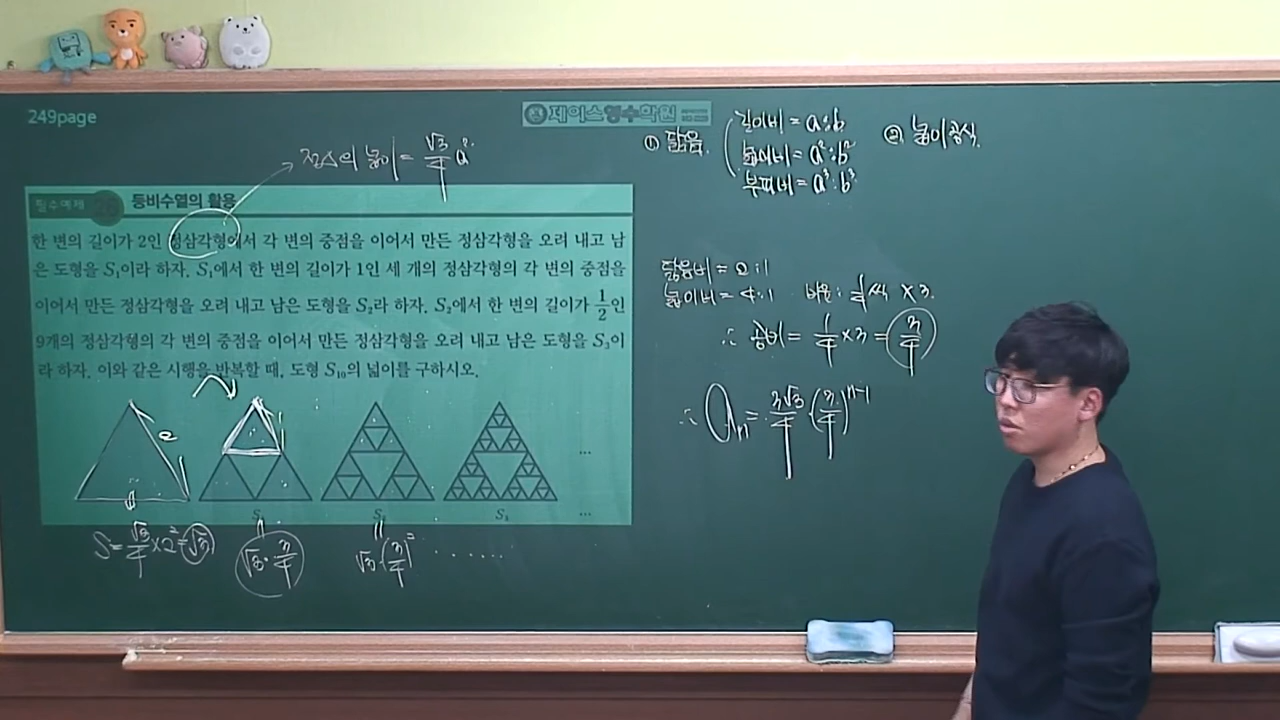 249page
제이스형수학원
정삼의 넓이 = √3/4 a²
① 닮음
길이비 = a:b
넓이비 = a²:b²
부피비 = a³:b³
② 넓이공식
필수예제 26 등비수열의 활용
한 변의 길이가 2인 정삼각형에서 각 변의 중점을 이어서 만든 정삼각형을 오려 내고 남
은 도형을 S₁이라 하자. S₁에서 한 변의 길이가 1인 세 개의 정삼각형의 각 변의 중점을
이어서 만든 정삼각형을 오려 내고 남은 도형을 S₂라 하자. S₂에서 한 변의 길이가 1/2인
9개의 정삼각형의 각 변의 중점을 이어서 만든 정삼각형을 오려 내고 남은 도형을 S₃이
라 하자. 이와 같은 시행을 반복할 때, 도형 S₁₀의 넓이를 구하시오.
2
...
S₃ ...
S = √3/4 × 2² = √3
√3 · 3/4
√3 · (3/4)² ........
닮음비 = 2:1
넓이비 = 4:1 비율: 1/4씩 ×3.
∴ 공비 = 1/4 × 3 = 3/4
∴ an = 3√3/4 · (3/4)ⁿ⁻¹